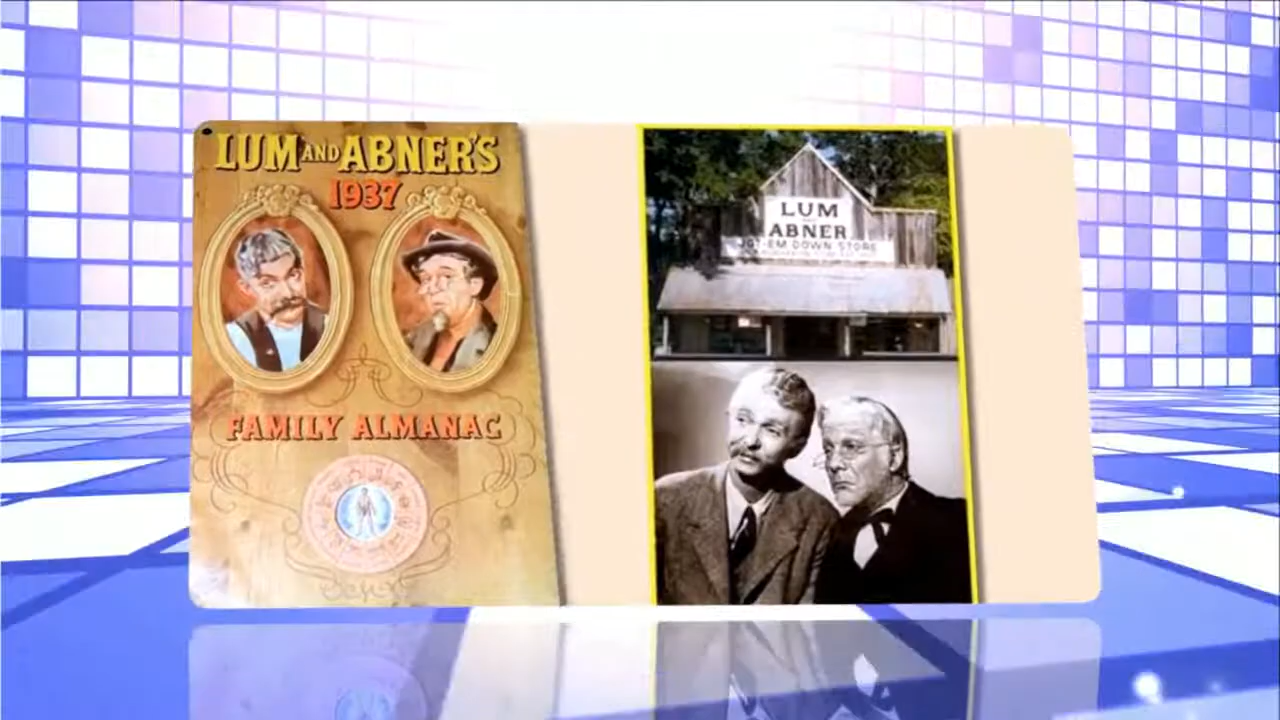 LUM AND ABNER'S
1937
FAMILY ALMANAC
LUM
ABNER
JOT-EM DOWN STORE